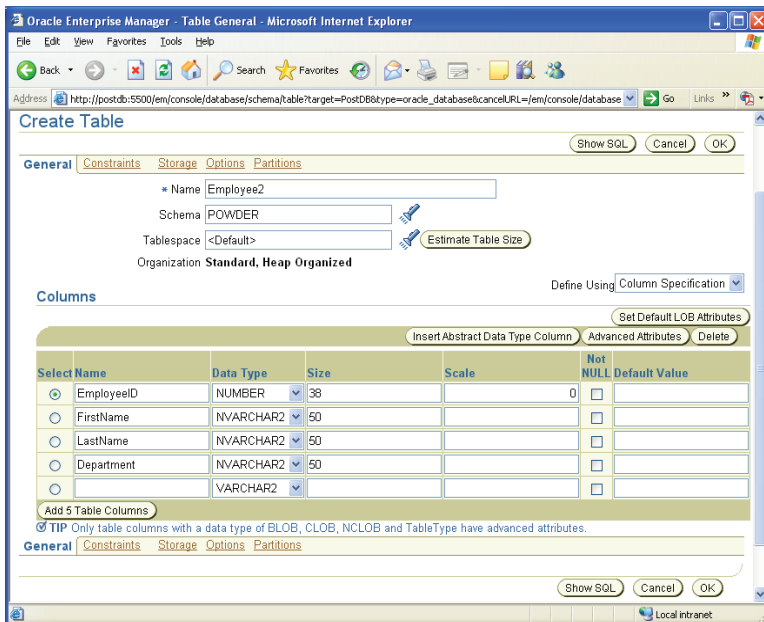 Oracle Enterprise Manager - Table General - Microsoft Internet Explorer
File Edit View Favorites Tools Help
Back Search Favorites
Address http://postdb:5500/em/console/database/schema/table?target=PostDB&type=oracle_database&cancelURL=/em/console/database Go Links »
Create Table
Show SQL Cancel OK
General Constraints Storage Options Partitions
* Name Employee2
Schema POWDER
Tablespace <Default> Estimate Table Size
Organization Standard, Heap Organized
Define Using Column Specification
Columns
Set Default LOB Attributes
Insert Abstract Data Type Column Advanced Attributes Delete
Select Name Data Type Size Scale Not NULL Default Value
EmployeeID NUMBER 38 0
FirstName NVARCHAR2 50
LastName NVARCHAR2 50
Department NVARCHAR2 50
VARCHAR2
Add 5 Table Columns
TIP Only table columns with a data type of BLOB, CLOB, NCLOB and TableType have advanced attributes.
General Constraints Storage Options Partitions
Show SQL Cancel OK
Local intranet